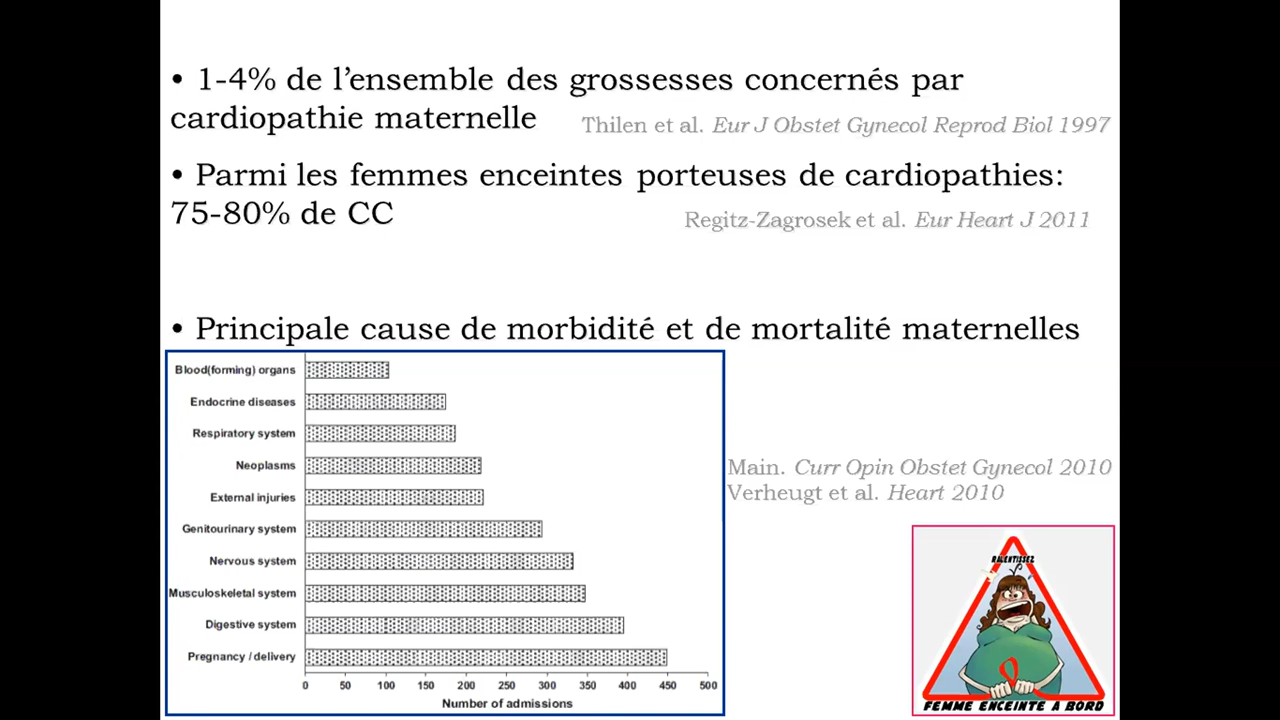 • 1-4% de l’ensemble des grossesses concernés par
cardiopathie maternelle
Thilen et al. Eur J Obstet Gynecol Reprod Biol 1997
• Parmi les femmes enceintes porteuses de cardiopathies:
75-80% de CC
Regitz-Zagrosek et al. Eur Heart J 2011
• Principale cause de morbidité et de mortalité maternelles
Blood(forming) organs
Endocrine diseases
Respiratory system
Neoplasms
External injuries
Genitourinary system
Nervous system
Musculoskeletal system
Digestive system
Pregnancy / delivery
0 50 100 150 200 250 300 350 400 450 500
Number of admissions
Main. Curr Opin Obstet Gynecol 2010
Verheugt et al. Heart 2010
RALENTISSEZ
FEMME ENCEINTE A BORD